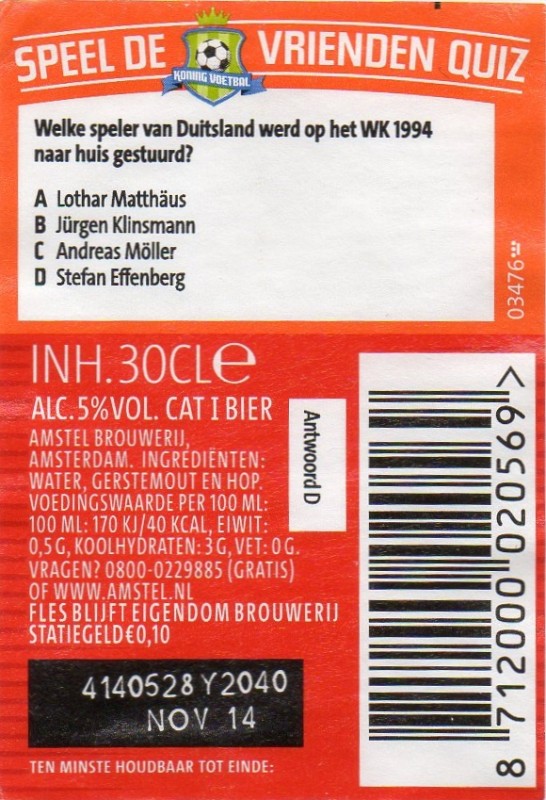 SPEEL DE VRIENDEN QUIZ
KONING VOETBAL
Welke speler van Duitsland werd op het WK 1994
naar huis gestuurd?
A Lothar Matthäus
B Jürgen Klinsmann
C Andreas Möller
D Stefan Effenberg
03476
INH.30CLe
ALC.5%VOL. CAT I BIER
AMSTEL BROUWERIJ,
AMSTERDAM. INGREDIËNTEN:
WATER, GERSTEMOUT EN HOP.
VOEDINGSWAARDE PER 100 ML:
100 ML: 170 KJ/40 KCAL, EIWIT:
0,5 G, KOOLHYDRATEN: 3 G, VET: 0 G.
VRAGEN? 0800-0229885 (GRATIS)
OF WWW.AMSTEL.NL
FLES BLIJFT EIGENDOM BROUWERIJ
STATIEGELD €0,10
Antwoord D
4140528Y2040
NOV 14
TEN MINSTE HOUDBAAR TOT EINDE:
8 712000 020569 >